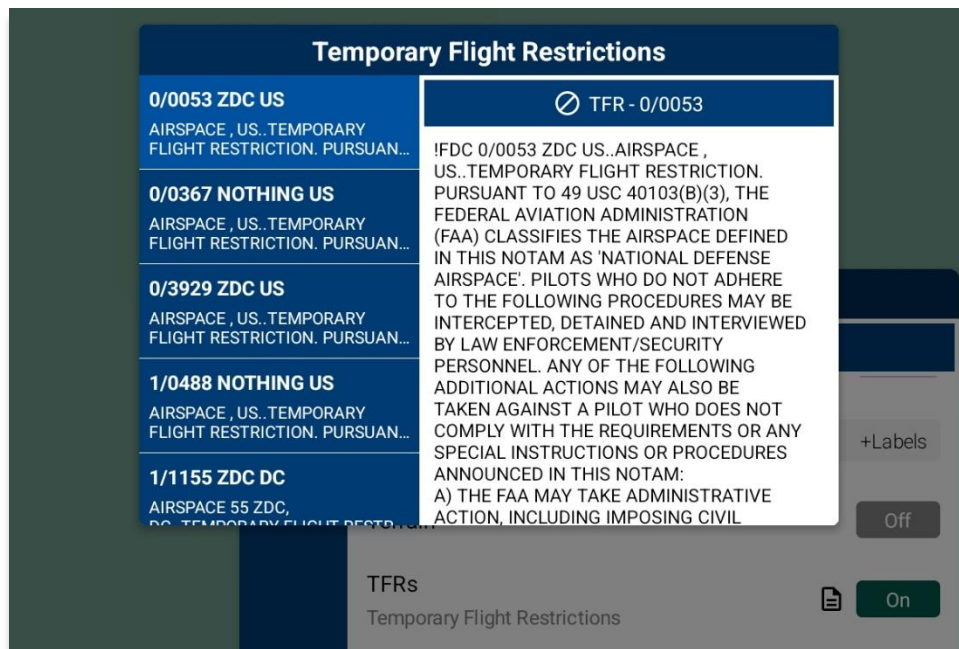 Temporary Flight Restrictions
0/0053 ZDC US
AIRSPACE , US..TEMPORARY
FLIGHT RESTRICTION. PURSUAN...
0/0367 NOTHING US
AIRSPACE , US..TEMPORARY
FLIGHT RESTRICTION. PURSUAN...
0/3929 ZDC US
AIRSPACE , US..TEMPORARY
FLIGHT RESTRICTION. PURSUAN...
1/0488 NOTHING US
AIRSPACE , US..TEMPORARY
FLIGHT RESTRICTION. PURSUAN...
1/1155 ZDC DC
AIRSPACE 55 ZDC,
DC..TEMPORARY FLIGHT RESTR...
TFR - 0/0053
!FDC 0/0053 ZDC US..AIRSPACE ,
US..TEMPORARY FLIGHT RESTRICTION.
PURSUANT TO 49 USC 40103(B)(3), THE
FEDERAL AVIATION ADMINISTRATION
(FAA) CLASSIFIES THE AIRSPACE DEFINED
IN THIS NOTAM AS 'NATIONAL DEFENSE
AIRSPACE'. PILOTS WHO DO NOT ADHERE
TO THE FOLLOWING PROCEDURES MAY BE
INTERCEPTED, DETAINED AND INTERVIEWED
BY LAW ENFORCEMENT/SECURITY
PERSONNEL. ANY OF THE FOLLOWING
ADDITIONAL ACTIONS MAY ALSO BE
TAKEN AGAINST A PILOT WHO DOES NOT
COMPLY WITH THE REQUIREMENTS OR ANY
SPECIAL INSTRUCTIONS OR PROCEDURES
ANNOUNCED IN THIS NOTAM:
A) THE FAA MAY TAKE ADMINISTRATIVE
ACTION, INCLUDING IMPOSING CIVIL
+Labels
Terrain
Off
TFRs
Temporary Flight Restrictions
On